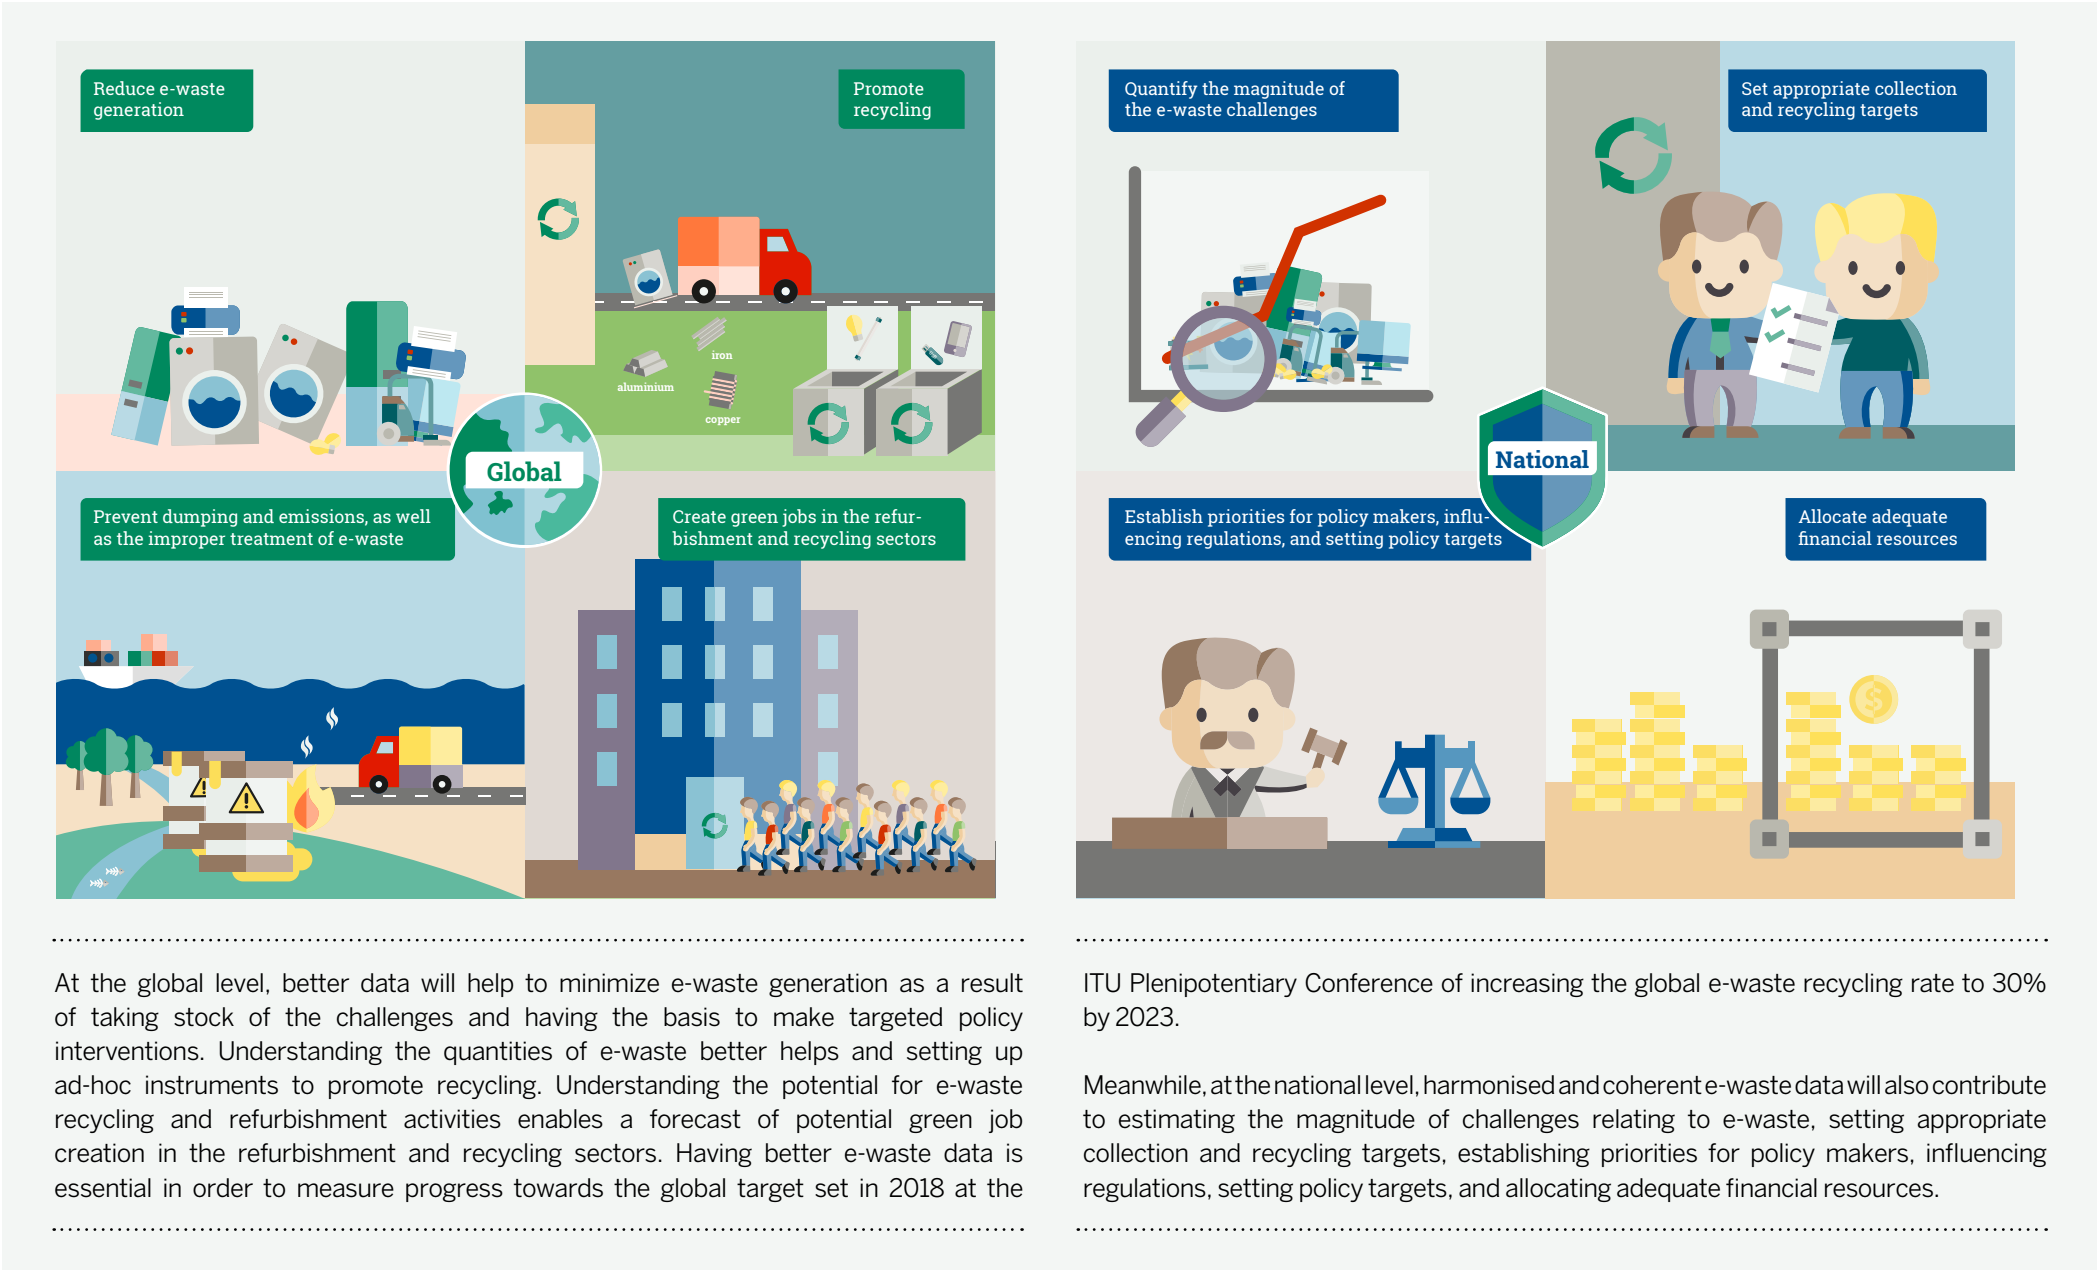 Reduce e-waste
generation
Promote
recycling
iron
aluminium
copper
Global
Prevent dumping and emissions, as well
as the improper treatment of e-waste
Create green jobs in the refur-
bishment and recycling sectors
Quantify the magnitude of
the e-waste challenges
Set appropriate collection
and recycling targets
National
Establish priorities for policy makers, influ-
encing regulations, and setting policy targets
Allocate adequate
financial resources
$
At the global level, better data will help to minimize e-waste generation as a result
of taking stock of the challenges and having the basis to make targeted policy
interventions. Understanding the quantities of e-waste better helps and setting up
ad-hoc instruments to promote recycling. Understanding the potential for e-waste
recycling and refurbishment activities enables a forecast of potential green job
creation in the refurbishment and recycling sectors. Having better e-waste data is
essential in order to measure progress towards the global target set in 2018 at the
ITU Plenipotentiary Conference of increasing the global e-waste recycling rate to 30%
by 2023.
Meanwhile, at the national level, harmonised and coherent e-waste data will also contribute
to estimating the magnitude of challenges relating to e-waste, setting appropriate
collection and recycling targets, establishing priorities for policy makers, influencing
regulations, setting policy targets, and allocating adequate financial resources.